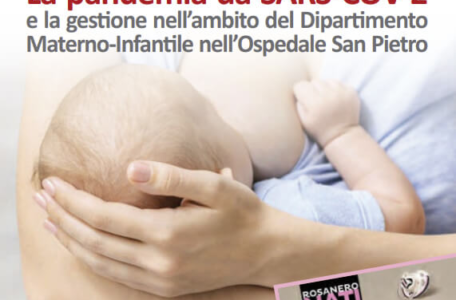 La pandemia da SARS-COV-2
e la gestione nell'ambito del Dipartimento
Materno-Infantile nell'Ospedale San Pietro
ROSANERO